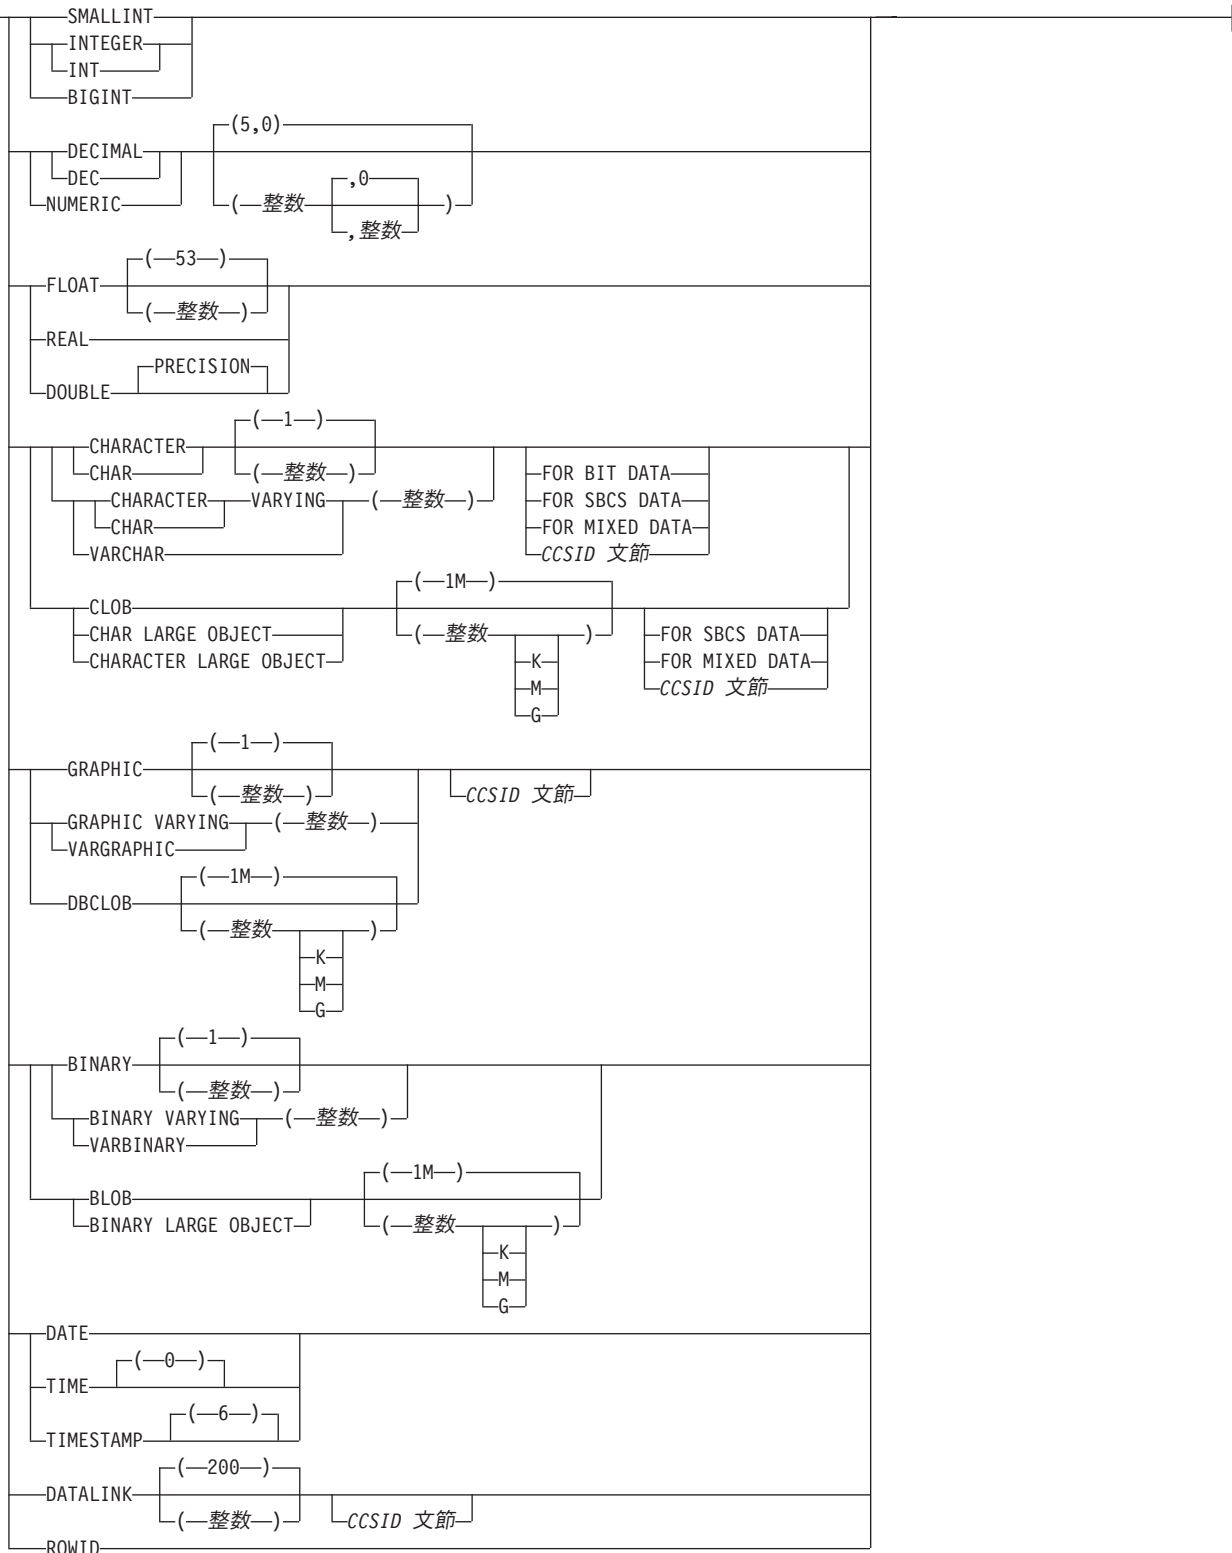 SMALLINT
INTEGER
INT
BIGINT
(5,0)
DECIMAL
DEC
,0
NUMERIC
( 整数 )
,整数
( 53 )
FLOAT
( 整数 )
REAL
PRECISION
DOUBLE
( 1 )
CHARACTER
CHAR
( 整数 )
FOR BIT DATA
CHARACTER VARYING ( 整数 )
FOR SBCS DATA
CHAR
FOR MIXED DATA
VARCHAR
CCSID 文節
( 1M )
CLOB
CHAR LARGE OBJECT
( 整数 )
FOR SBCS DATA
CHARACTER LARGE OBJECT
K
FOR MIXED DATA
M
CCSID 文節
G
( 1 )
GRAPHIC
( 整数 )
CCSID 文節
GRAPHIC VARYING ( 整数 )
VARGRAPHIC
( 1M )
DBCLOB
( 整数 )
K
M
G
( 1 )
BINARY
( 整数 )
BINARY VARYING ( 整数 )
VARBINARY
( 1M )
BLOB
BINARY LARGE OBJECT
( 整数 )
K
M
G
DATE
( 0 )
TIME
( 6 )
TIMESTAMP
( 200 )
DATALINK
( 整数 )
CCSID 文節
ROWID